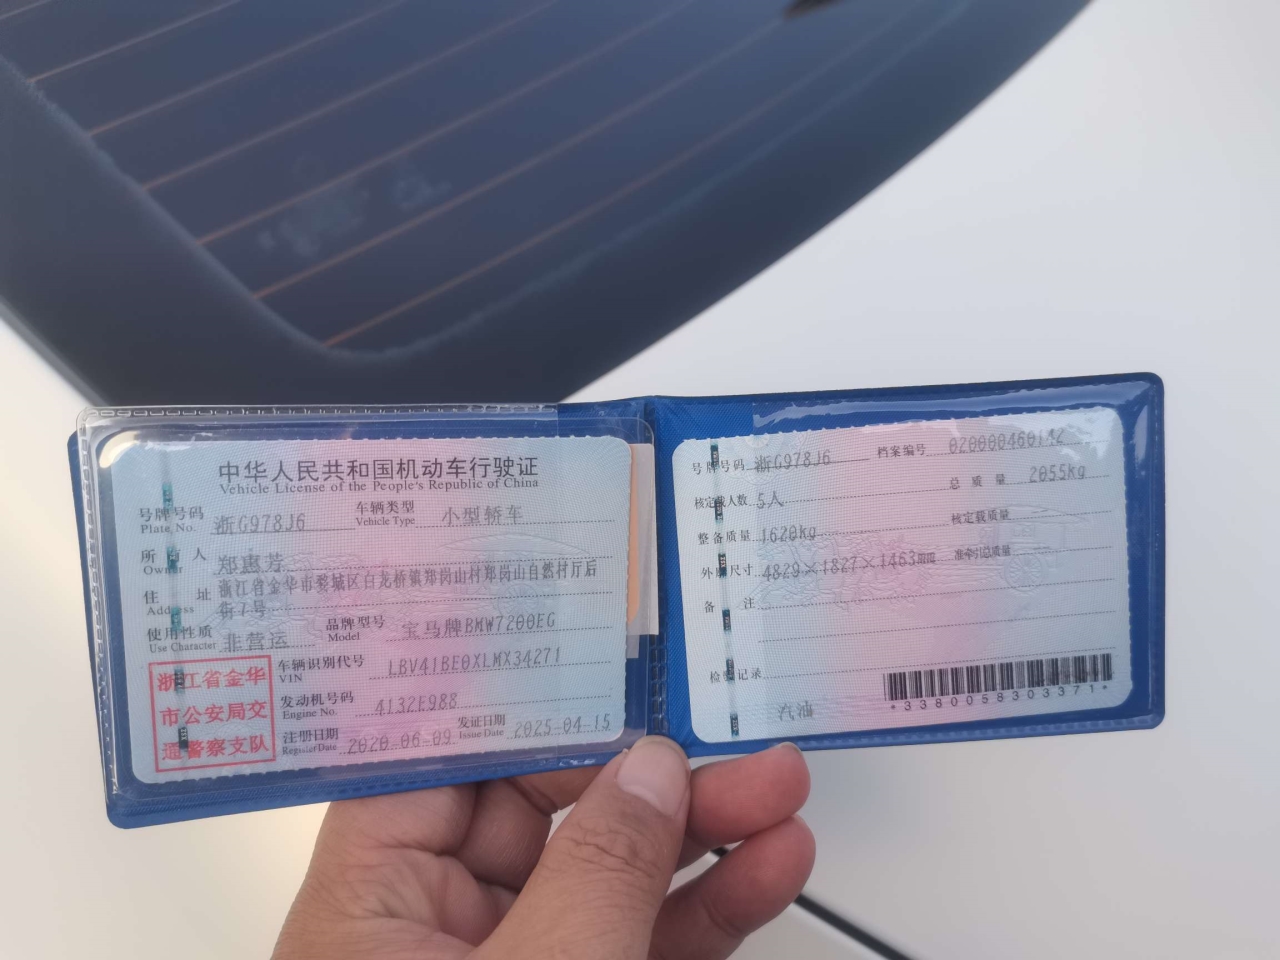 中华人民共和国机动车行驶证
Vehicle License of the People's Republic of China
号牌号码 Plate No. 浙G978J6 车辆类型 Vehicle Type 小型轿车
所有人 Owner 郑惠芳
住址 Address 浙江省金华市婺城区白龙桥镇郑岗山村郑岗山自然村厅后
街7号
使用性质 Use Character 非营运 品牌型号 Model 宝马牌BMW7200EG
浙江省金华
市公安局交
通警察支队
车辆识别代号 VIN LBV41BE0XLMX34271
发动机号码 Engine No. 4132E988
注册日期 Register Date 2020-06-09 发证日期 Issue Date 2025-04-15
号牌号码 浙G978J6 档案编号 020000460142
核定载人数 5人 总质量 2055kg
整备质量 1620kg 核定载质量
外廓尺寸 4829×1827×1463mm 准牵引总质量
备注
检验记录
汽油
*3380058303371*